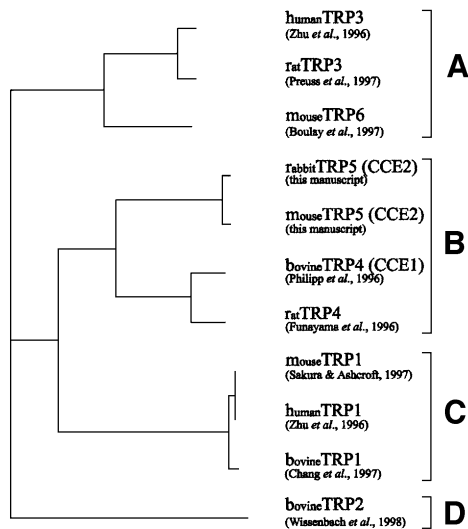 humanTRP3
(Zhu et al., 1996)
ratTRP3
(Preuss et al., 1997)
mouseTRP6
(Boulay et al., 1997)
A
rabbitTRP5 (CCE2)
(this manuscript)
mouseTRP5 (CCE2)
(this manuscript)
bovineTRP4 (CCE1)
(Philipp et al., 1996)
ratTRP4
(Funayama et al., 1996)
B
mouseTRP1
(Sakura & Ashcroft, 1997)
humanTRP1
(Zhu et al., 1996)
bovineTRP1
(Chang et al., 1997)
C
bovineTRP2
(Wissenbach et al., 1998)
D